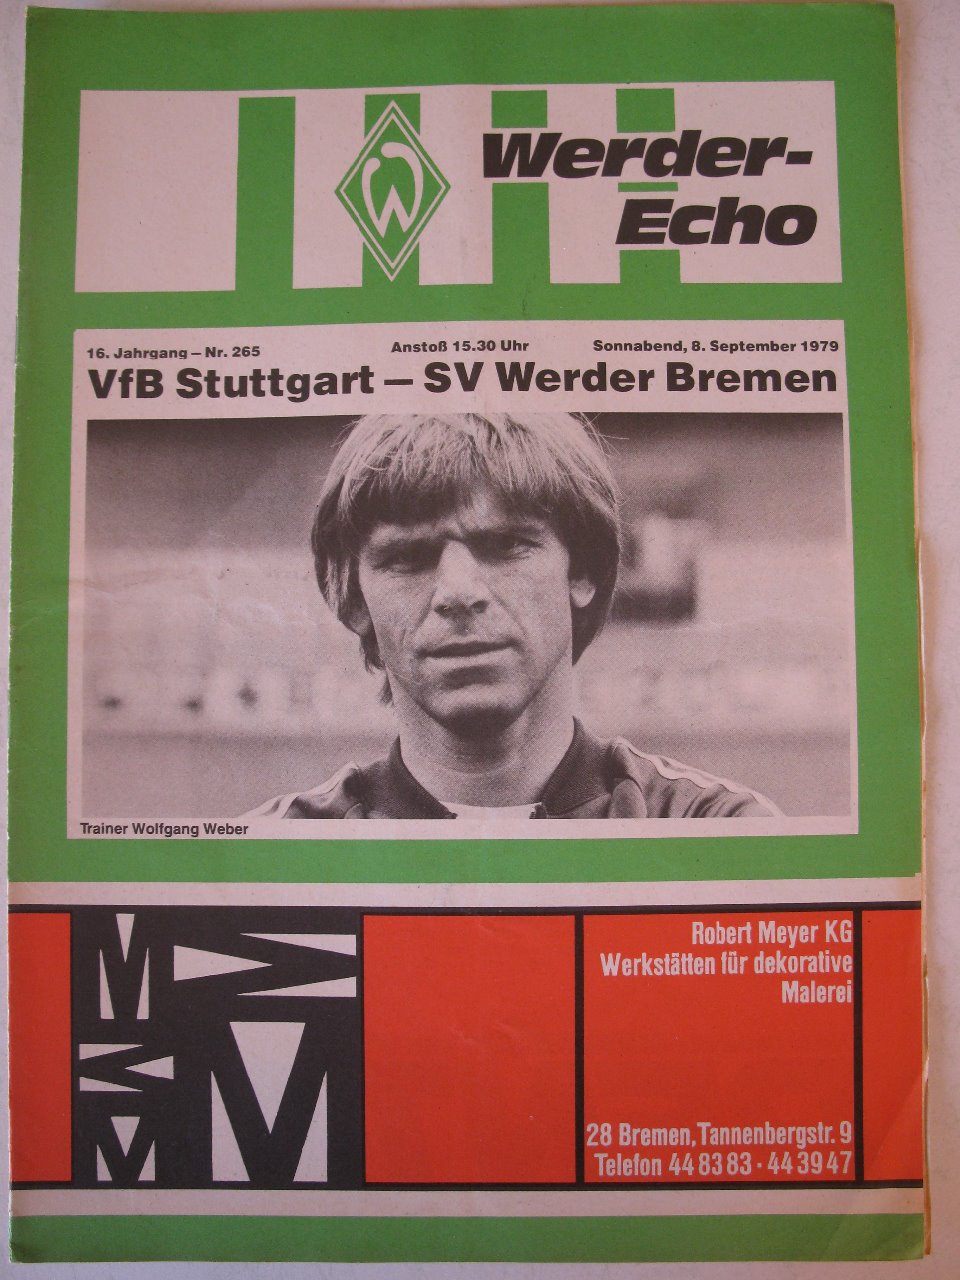 Werder-
Echo
16. Jahrgang – Nr. 265
Anstoß 15.30 Uhr
Sonnabend, 8. September 1979
VfB Stuttgart – SV Werder Bremen
Trainer Wolfgang Weber
Robert Meyer KG
Werkstätten für dekorative
Malerei
28 Bremen, Tannenbergstr. 9
Telefon 44 83 83 · 44 39 47